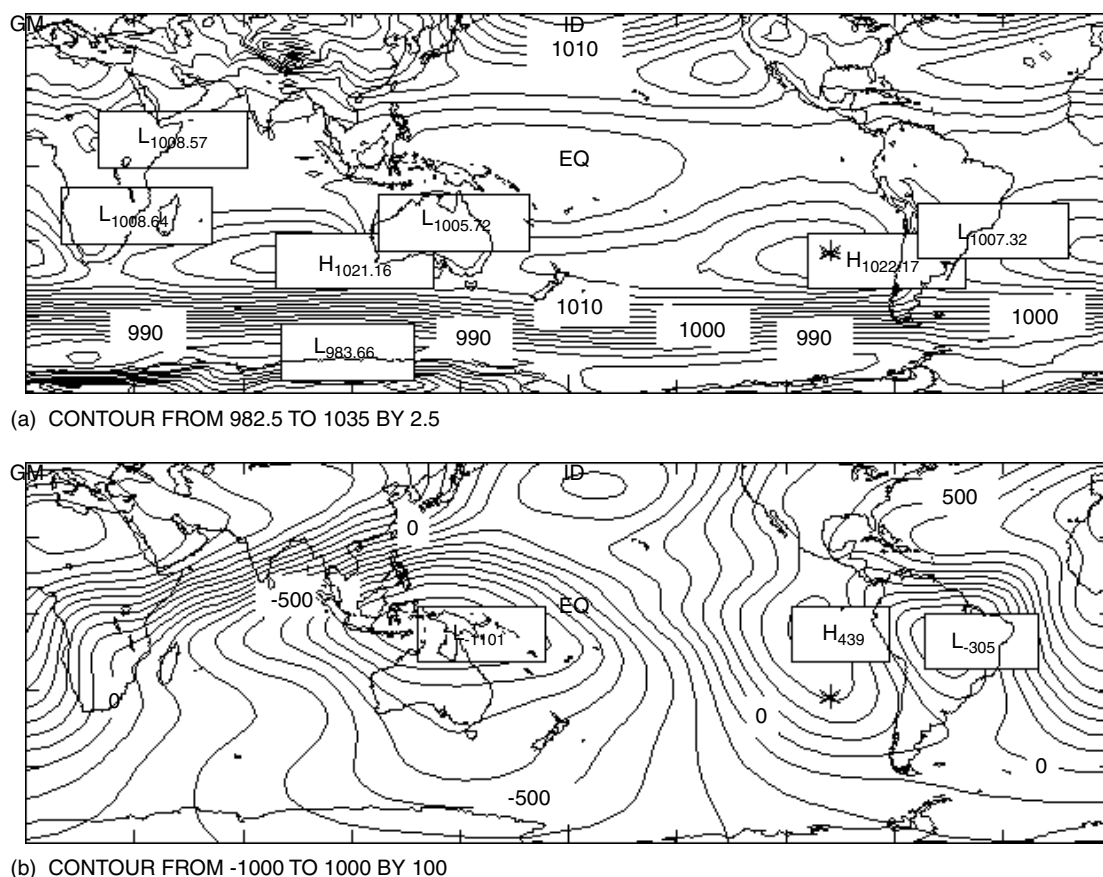 GM ID
1010
L1008.57
EQ
L1008.64
L1005.72
L1007.32
H1021.16
H1022.17
1010
1000
1000
990
990
990
L983.66
(a) CONTOUR FROM 982.5 TO 1035 BY 2.5
GM ID
500
0
-500
EQ
L-1101
H439
L-305
0
0
0
-500
(b) CONTOUR FROM -1000 TO 1000 BY 100